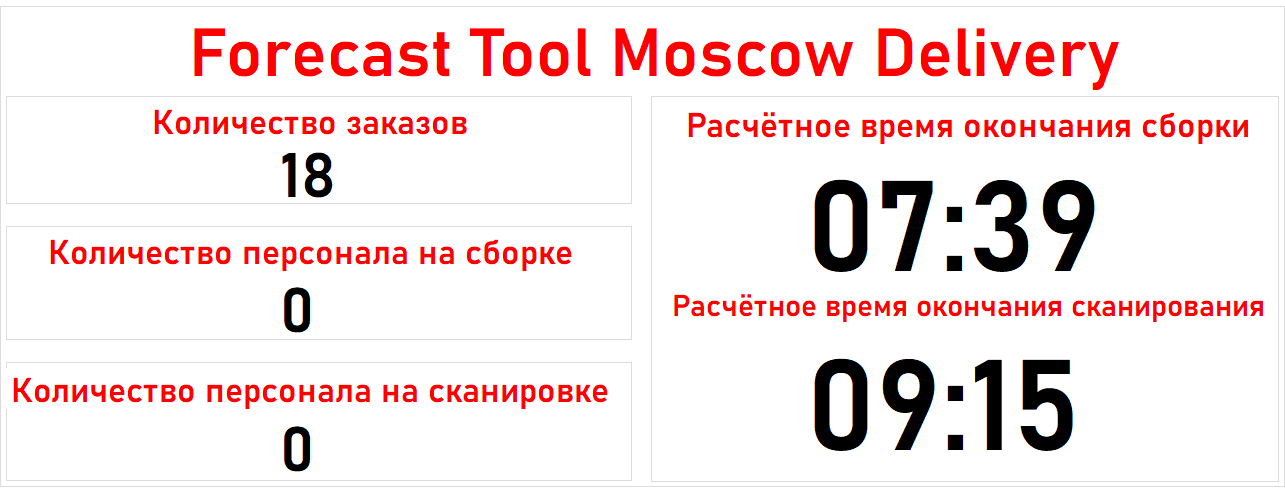 Forecast Tool Moscow Delivery
Количество заказов
18
Количество персонала на сборке
0
Количество персонала на сканировке
0
Расчётное время окончания сборки
07:39
Расчётное время окончания сканирования
09:15